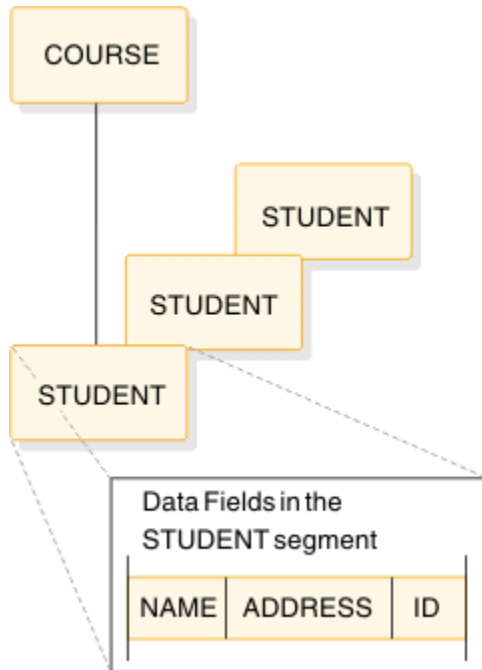 COURSE
STUDENT
STUDENT
STUDENT
Data Fields in the
STUDENT segment
NAME ADDRESS ID